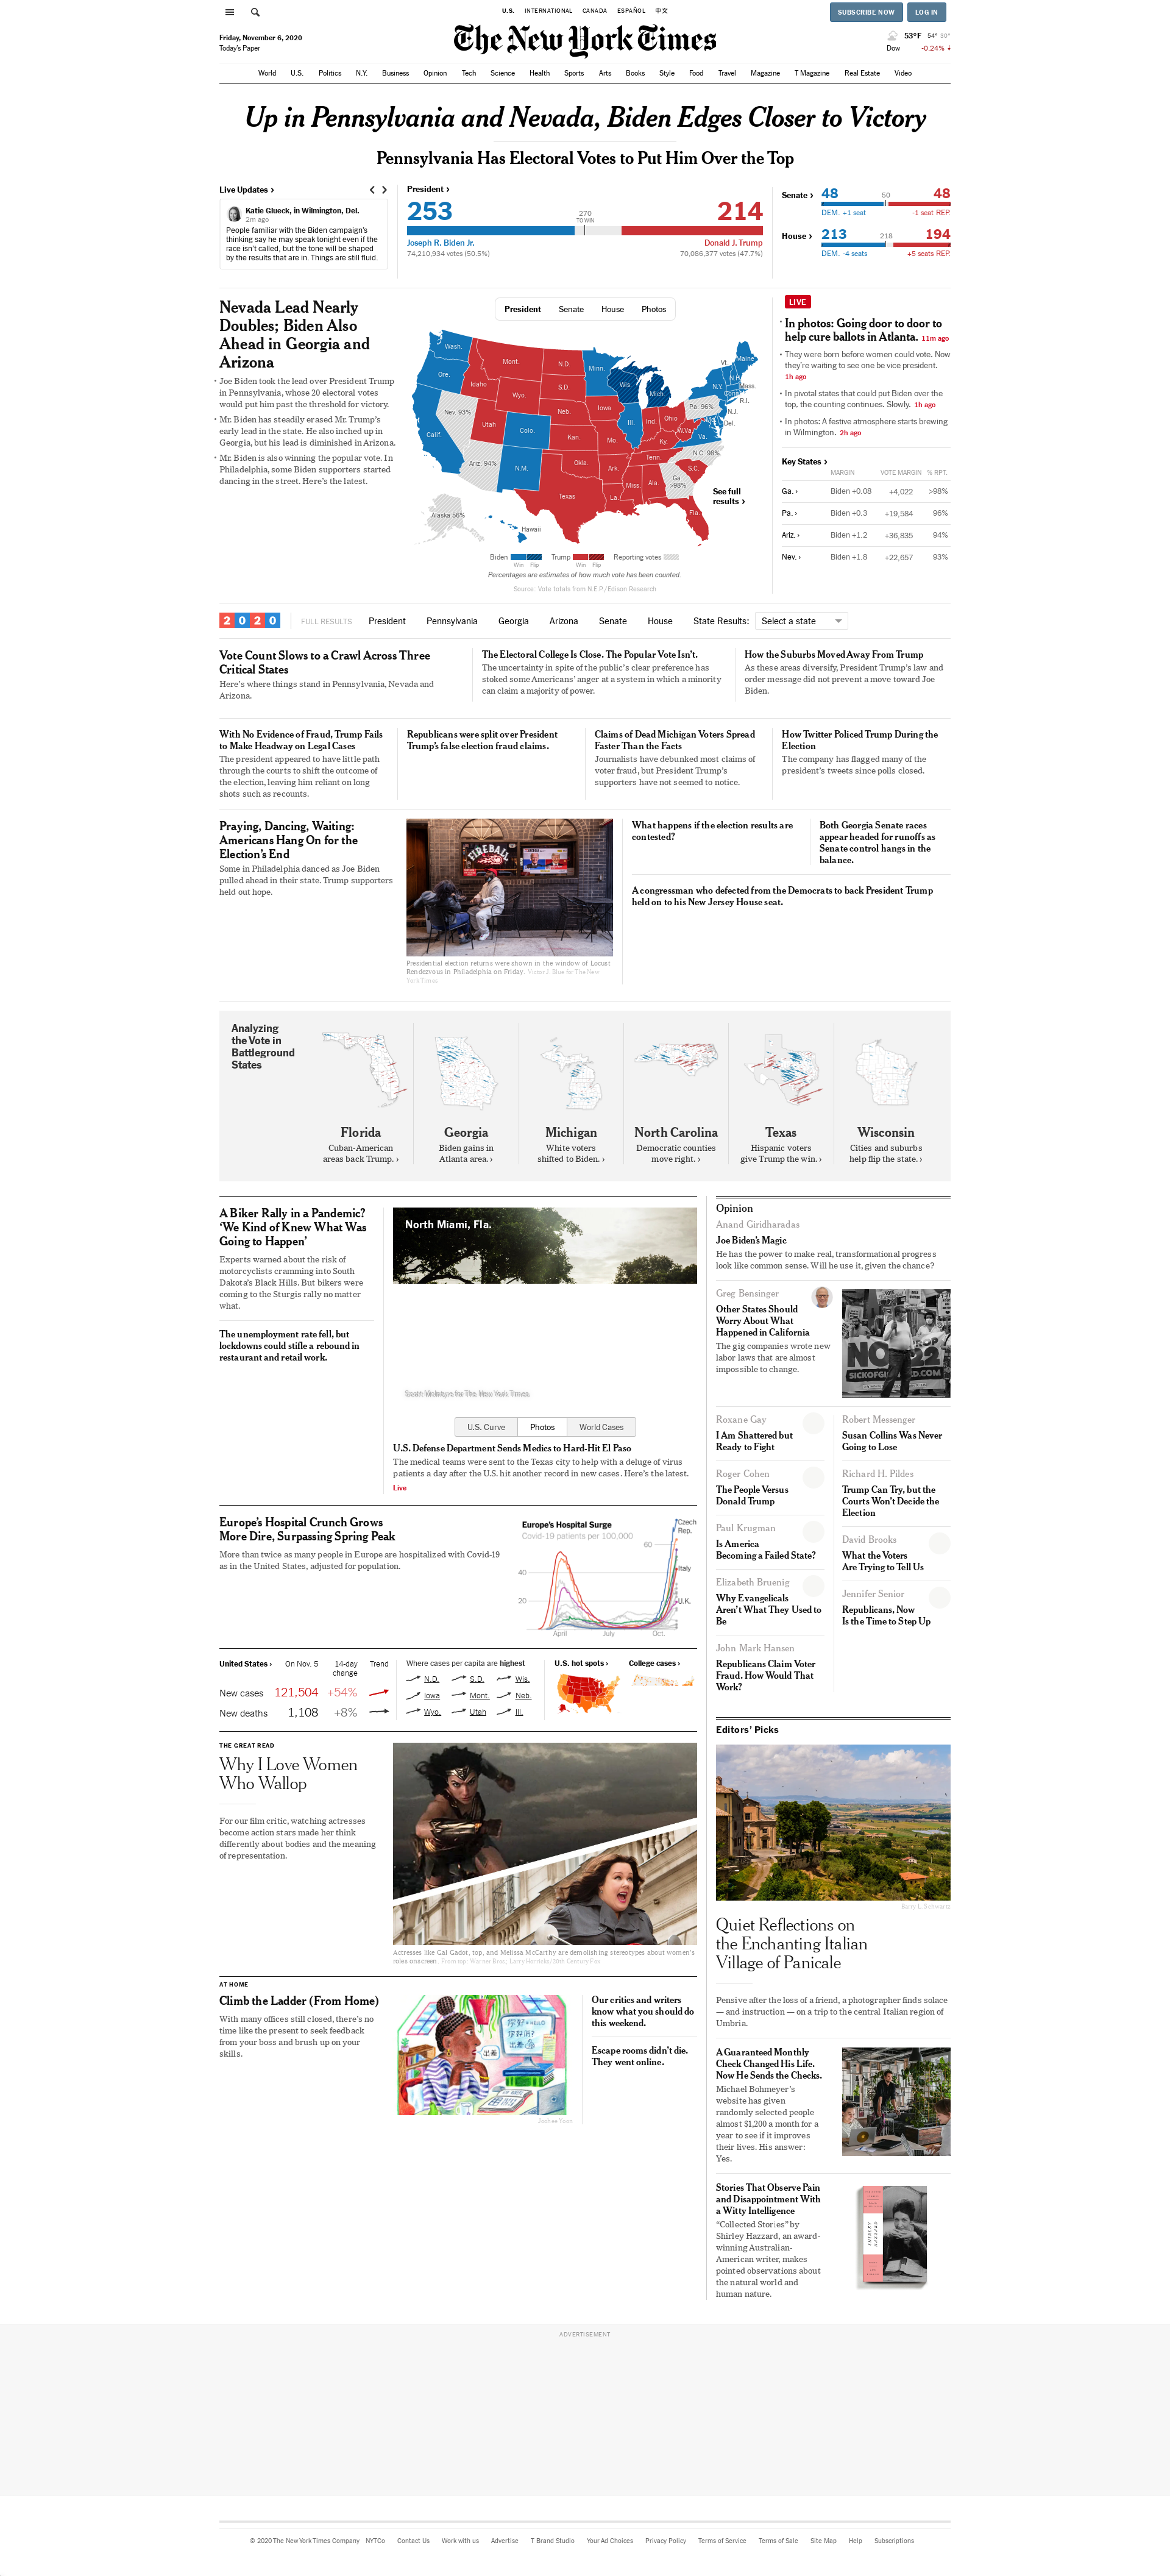 U.S.
INTERNATIONAL
CANADA
ESPAÑOL
中文
SUBSCRIBE NOW
LOG IN
Friday, November 6, 2020
Today's Paper
The New York Times
53°F
54° 30°
Dow
-0.24%
World
U.S.
Politics
N.Y.
Business
Opinion
Tech
Science
Health
Sports
Arts
Books
Style
Food
Travel
Magazine
T Magazine
Real Estate
Video
Up in Pennsylvania and Nevada, Biden Edges Closer to Victory
Pennsylvania Has Electoral Votes to Put Him Over the Top
Live Updates ›
Katie Glueck, in Wilmington, Del.
2m ago
People familiar with the Biden campaign's
thinking say he may speak tonight even if the
race isn't called, but the tone will be shaped
by the results that are in. Things are still fluid.
President ›
253
270
TO WIN
214
Joseph R. Biden Jr.
Donald J. Trump
74,210,934 votes (50.5%)
70,086,377 votes (47.7%)
Senate ›
48
50
48
DEM. +1 seat
-1 seat REP.
House ›
213
218
194
DEM. -4 seats
+5 seats REP.
Nevada Lead Nearly
Doubles; Biden Also
Ahead in Georgia and
Arizona
• Joe Biden took the lead over President Trump
in Pennsylvania, whose 20 electoral votes
would put him past the threshold for victory.
• Mr. Biden has steadily erased Mr. Trump's
early lead in the state. He also inched up in
Georgia, but his lead is diminished in Arizona.
• Mr. Biden is also winning the popular vote. In
Philadelphia, some Biden supporters started
dancing in the street. Here's the latest.
President
Senate
House
Photos
Wash.
Ore.
Calif.
Nev. 93%
Idaho
Mont.
Wyo.
Utah
Ariz. 94%
Colo.
N.M.
N.D.
S.D.
Neb.
Kan.
Okla.
Texas
Minn.
Iowa
Mo.
Ark.
La.
Wis.
Ill.
Mich.
Ind.
Ohio
Ky.
Tenn.
Miss.
Ala.
Ga.
>98%
Fla.
S.C.
N.C. 98%
Va.
W.Va.
Pa. 96%
N.Y.
Vt.
N.H.
Maine
Mass.
Conn.
R.I.
N.J.
Del.
Alaska 56%
Hawaii
See full
results ›
Biden
Win
Flip
Trump
Win
Flip
Reporting votes
Percentages are estimates of how much vote has been counted.
Source: Vote totals from N.E.P./Edison Research
LIVE
• In photos: Going door to door to
help cure ballots in Atlanta. 11m ago
• They were born before women could vote. Now
they're waiting to see one be vice president.
1h ago
• In pivotal states that could put Biden over the
top, the counting continues. Slowly. 1h ago
• In photos: A festive atmosphere starts brewing
in Wilmington. 2h ago
Key States ›
MARGIN
VOTE MARGIN
% RPT.
Ga. › Biden +0.08 +4,022 >98%
Pa. › Biden +0.3 +19,584 96%
Ariz. › Biden +1.2 +36,835 94%
Nev. › Biden +1.8 +22,657 93%
2020
FULL RESULTS
President
Pennsylvania
Georgia
Arizona
Senate
House
State Results:
Select a state
Vote Count Slows to a Crawl Across Three
Critical States
Here's where things stand in Pennsylvania, Nevada and
Arizona.
The Electoral College Is Close. The Popular Vote Isn't.
The uncertainty in spite of the public's clear preference has
stoked some Americans' anger at a system in which a minority
can claim a majority of power.
How the Suburbs Moved Away From Trump
As these areas diversify, President Trump's law and
order message did not prevent a move toward Joe
Biden.
With No Evidence of Fraud, Trump Fails
to Make Headway on Legal Cases
The president appeared to have little path
through the courts to shift the outcome of
the election, leaving him reliant on long
shots such as recounts.
Republicans were split over President
Trump's false election fraud claims.
Claims of Dead Michigan Voters Spread
Faster Than the Facts
Journalists have debunked most claims of
voter fraud, but President Trump's
supporters have not seemed to notice.
How Twitter Policed Trump During the
Election
The company has flagged many of the
president's tweets since polls closed.
Praying, Dancing, Waiting:
Americans Hang On for the
Election's End
Some in Philadelphia danced as Joe Biden
pulled ahead in their state. Trump supporters
held out hope.
FIREBALL
Presidential election returns were shown in the window of Locust
Rendezvous in Philadelphia on Friday. Victor J. Blue for The New
York Times
What happens if the election results are
contested?
Both Georgia Senate races
appear headed for runoffs as
Senate control hangs in the
balance.
A congressman who defected from the Democrats to back President Trump
held on to his New Jersey House seat.
Analyzing
the Vote in
Battleground
States
Florida
Cuban-American
areas back Trump. ›
Georgia
Biden gains in
Atlanta area. ›
Michigan
White voters
shifted to Biden. ›
North Carolina
Democratic counties
move right. ›
Texas
Hispanic voters
give Trump the win. ›
Wisconsin
Cities and suburbs
help flip the state. ›
A Biker Rally in a Pandemic?
'We Kind of Knew What Was
Going to Happen'
Experts warned about the risk of
motorcyclists cramming into South
Dakota's Black Hills. But bikers were
coming to the Sturgis rally no matter
what.
The unemployment rate fell, but
lockdowns could stifle a rebound in
restaurant and retail work.
North Miami, Fla.
Scott McIntyre for The New York Times
U.S. Curve
Photos
World Cases
U.S. Defense Department Sends Medics to Hard-Hit El Paso
The medical teams were sent to the Texas city to help with a deluge of virus
patients a day after the U.S. hit another record in new cases. Here's the latest.
Live
Europe's Hospital Crunch Grows
More Dire, Surpassing Spring Peak
More than twice as many people in Europe are hospitalized with Covid-19
as in the United States, adjusted for population.
Europe's Hospital Surge
Covid-19 patients per 100,000
60
40
20
Czech
Rep.
Italy
U.K.
April
July
Oct.
United States ›
On Nov. 5
14-day
change
Trend
New cases 121,504 +54%
New deaths 1,108 +8%
Where cases per capita are highest
N.D.
S.D.
Wis.
Iowa
Mont.
Neb.
Wyo.
Utah
Ill.
U.S. hot spots ›
College cases ›
THE GREAT READ
Why I Love Women
Who Wallop
For our film critic, watching actresses
become action stars made her think
differently about bodies and the meaning
of representation.
Actresses like Gal Gadot, top, and Melissa McCarthy are demolishing stereotypes about women's
roles onscreen. From top: Warner Bros.; Larry Horricks/20th Century Fox
AT HOME
Climb the Ladder (From Home)
With many offices still closed, there's no
time like the present to seek feedback
from your boss and brush up on your
skills.
Our critics and writers
know what you should do
this weekend.
Escape rooms didn't die.
They went online.
Opinion
Anand Giridharadas
Joe Biden's Magic
He has the power to make real, transformational progress
look like common sense. Will he use it, given the chance?
Greg Bensinger
Other States Should
Worry About What
Happened in California
The gig companies wrote new
labor laws that are almost
impossible to change.
Roxane Gay
I Am Shattered but
Ready to Fight
Robert Messenger
Susan Collins Was Never
Going to Lose
Roger Cohen
The People Versus
Donald Trump
Richard H. Pildes
Trump Can Try, but the
Courts Won't Decide the
Election
Paul Krugman
Is America
Becoming a Failed State?
David Brooks
What the Voters
Are Trying to Tell Us
Elizabeth Bruenig
Why Evangelicals
Aren't What They Used to
Be
Jennifer Senior
Republicans, Now
Is the Time to Step Up
John Mark Hansen
Republicans Claim Voter
Fraud. How Would That
Work?
Editors' Picks
Barry L. Schwartz
Quiet Reflections on
the Enchanting Italian
Village of Panicale
Pensive after the loss of a friend, a photographer finds solace
— and instruction — on a trip to the central Italian region of
Umbria.
A Guaranteed Monthly
Check Changed His Life.
Now He Sends the Checks.
Michael Bohmeyer's
website has given
randomly selected people
almost $1,200 a month for a
year to see if it improves
their lives. His answer:
Yes.
Stories That Observe Pain
and Disappointment With
a Witty Intelligence
"Collected Stories" by
Shirley Hazzard, an award-
winning Australian-
American writer, makes
pointed observations about
the natural world and
human nature.
ADVERTISEMENT
© 2020 The New York Times Company
NYTCo
Contact Us
Work with us
Advertise
T Brand Studio
Your Ad Choices
Privacy Policy
Terms of Service
Terms of Sale
Site Map
Help
Subscriptions